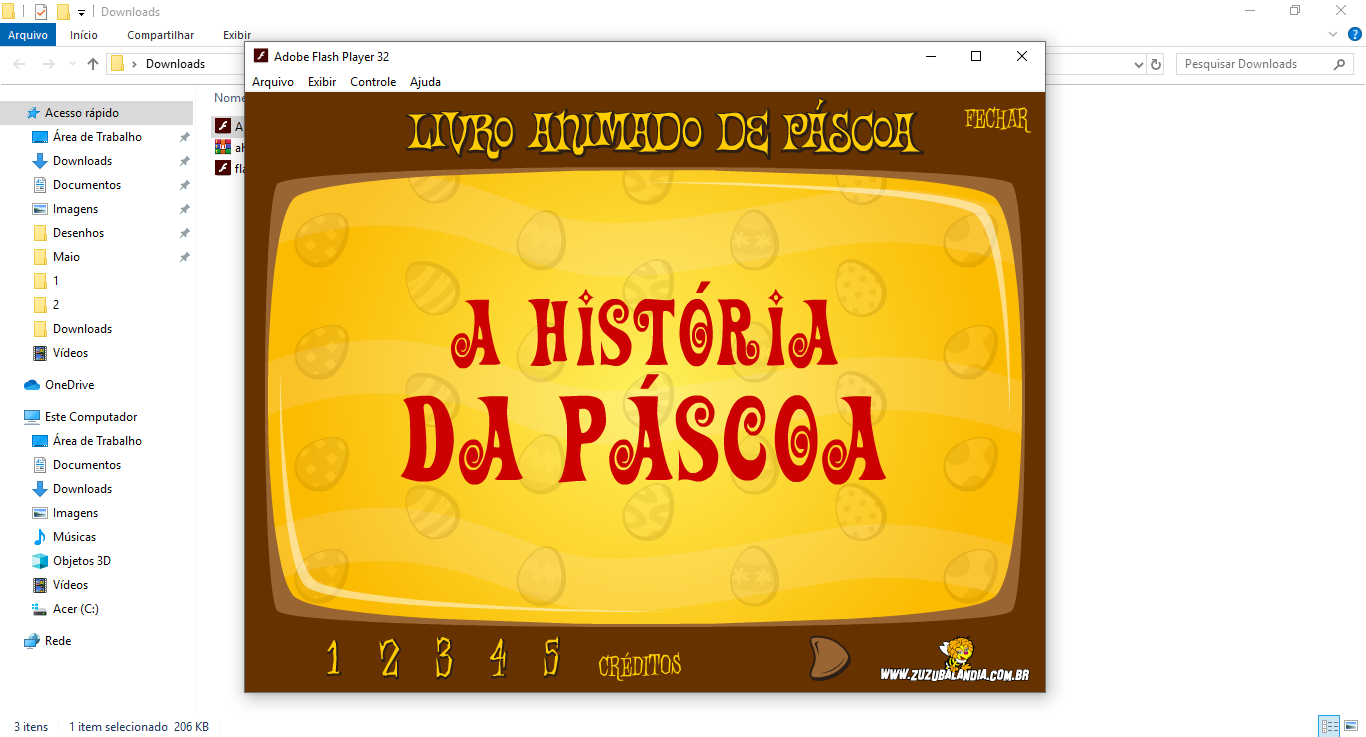 Downloads
Arquivo Início Compartilhar Exibir
Downloads
Pesquisar Downloads
Nome
Acesso rápido
Área de Trabalho
Downloads
Documentos
Imagens
Desenhos
Maio
1
2
Downloads
Vídeos
OneDrive
Este Computador
Área de Trabalho
Documentos
Downloads
Imagens
Músicas
Objetos 3D
Vídeos
Acer (C:)
Rede
3 itens 1 item selecionado 206 KB
Adobe Flash Player 32
Arquivo Exibir Controle Ajuda
LIVRO ANIMADO DE PÁSCOA
FECHAR
A HISTÓRIA
DA PÁSCOA
1 2 3 4 5 CRÉDITOS
WWW.ZUZUBALANDIA.COM.BR